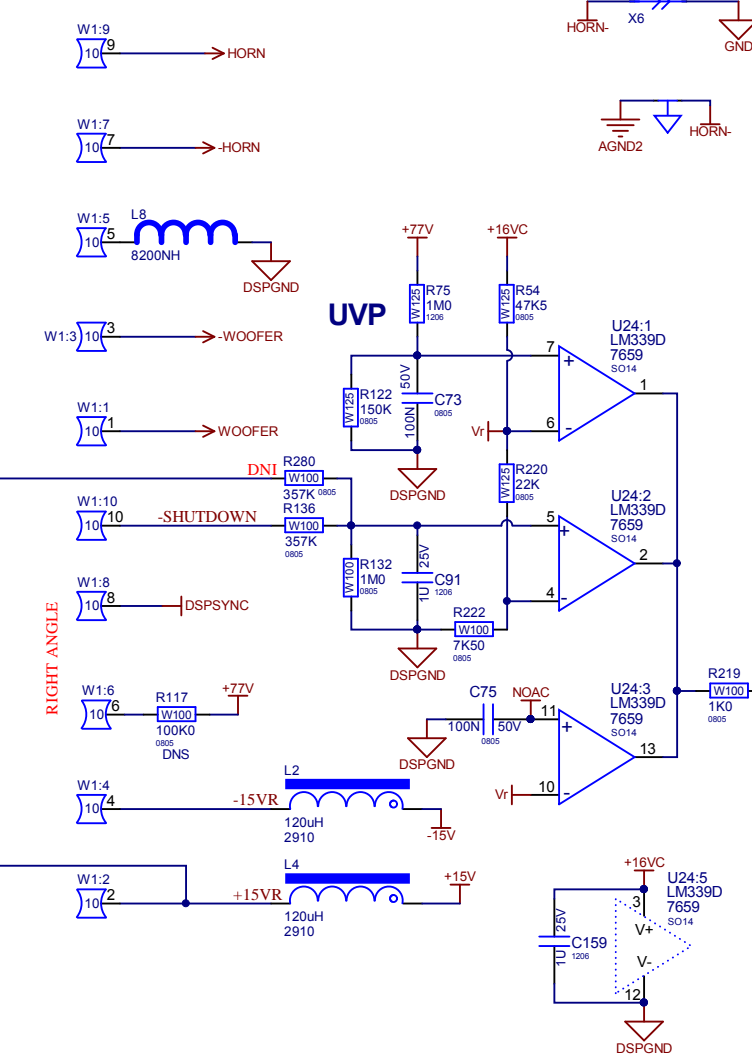 HORN-
X6
GND
W1:9
10
9
HORN
AGND2
HORN-
W1:7
10
7
-HORN
W1:5
10
5
L8
8200NH
DSPGND
+77V
+16VC
UVP
W125
R75
1M0
1206
W125
R54
47K5
0805
W1:3
10
3
-WOOFER
U24:1
LM339D
7659
SO14
7
+
6
-
1
Vr
W125
R122
150K
0805
50V
100N
C73
0805
DSPGND
W1:1
10
1
WOOFER
DNI
R280
W100
357K
0805
W125
R220
22K
0805
W1:10
10
10
-SHUTDOWN
R136
W100
357K
0805
U24:2
LM339D
7659
SO14
5
+
4
-
2
W100
R132
1M0
0805
25V
1U
C91
1206
DSPGND
R222
W100
7K50
0805
W1:8
10
8
DSPSYNC
RIGHT ANGLE
W1:6
10
6
R117
W100
100K0
0805
DNS
+77V
C75
100N
50V
0805
NOAC
DSPGND
U24:3
LM339D
7659
SO14
11
+
10
-
13
Vr
R219
W100
1K0
0805
W1:4
10
4
-15VR
L2
120uH
2910
-15V
W1:2
10
2
+15VR
L4
120uH
2910
+15V
+16VC
U24:5
LM339D
7659
SO14
3
V+
V-
12
25V
1U
C159
1206
DSPGND